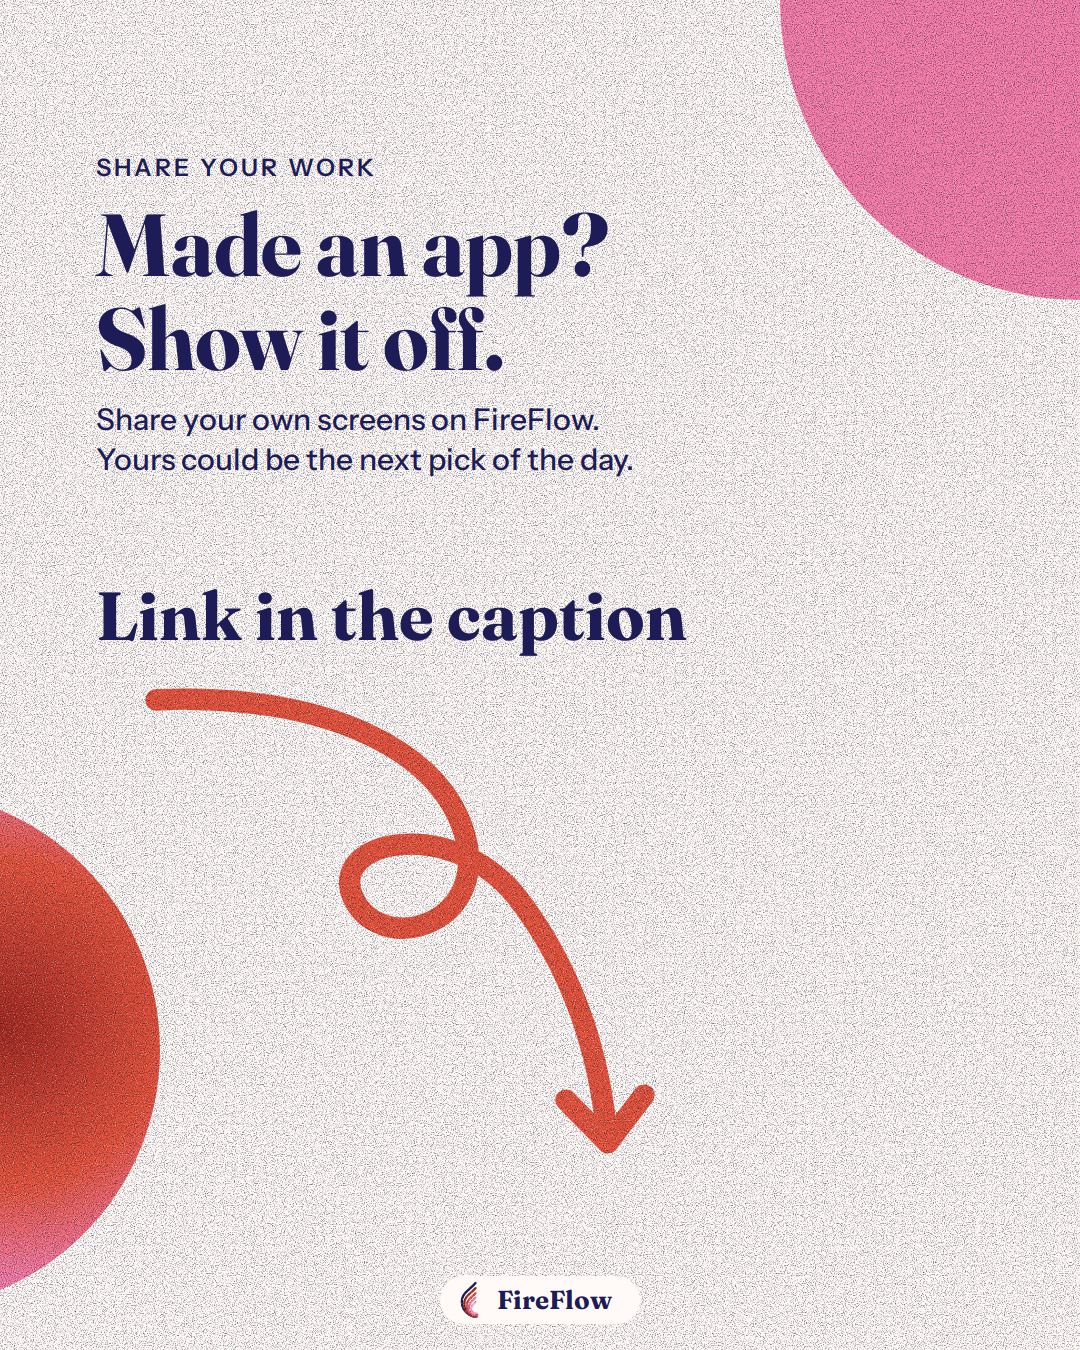 SHARE YOUR WORK
Made an app?
Show it off.
Share your own screens on FireFlow.
Yours could be the next pick of the day.
Link in the caption
FireFlow